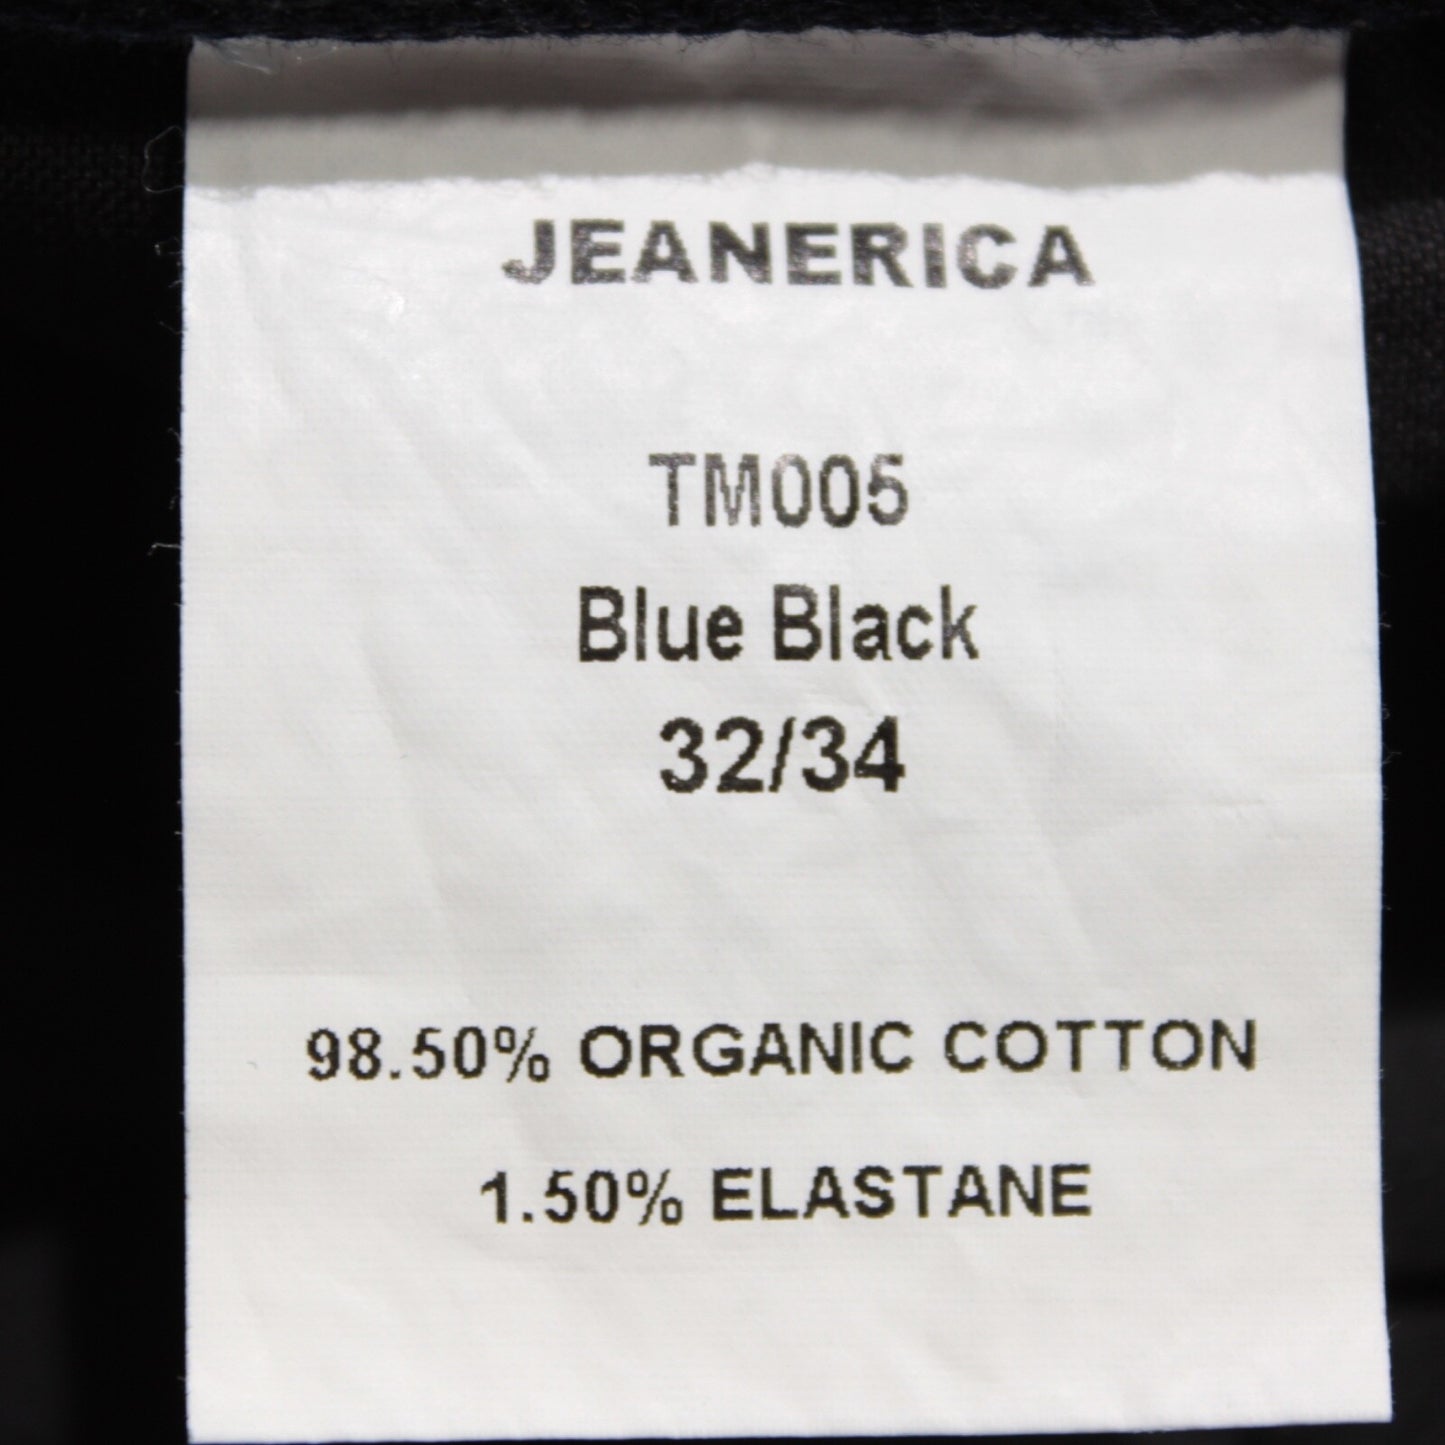 JEANERICA
TM005
Blue Black
32/34
98.50% ORGANIC COTTON
1.50% ELASTANE